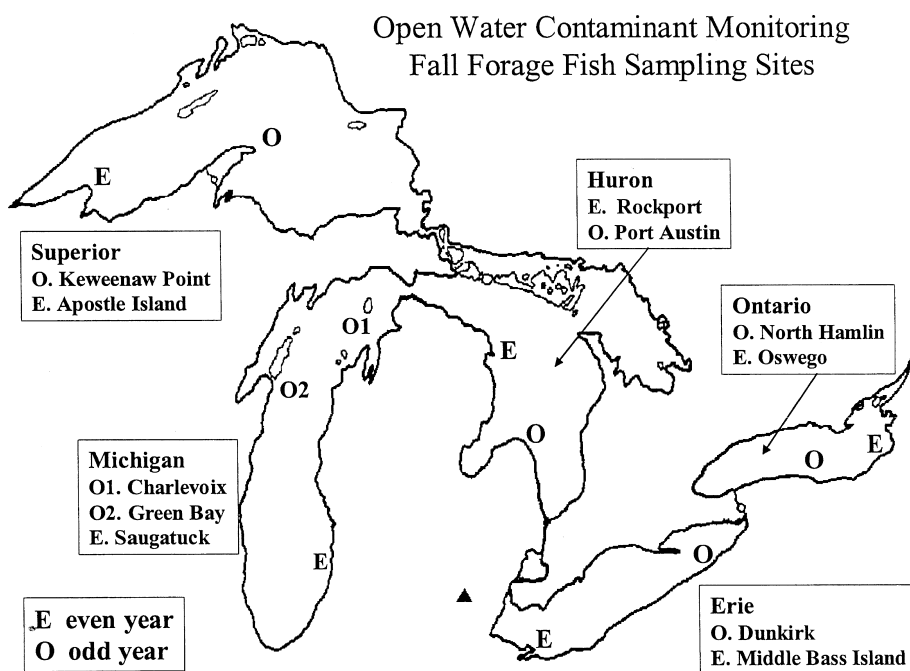 Open Water Contaminant Monitoring
Fall Forage Fish Sampling Sites
O
E
Huron
E. Rockport
O. Port Austin
Superior
O. Keweenaw Point
E. Apostle Island
Ontario
O. North Hamlin
E. Oswego
O1
E
O2
O
E
O
Michigan
O1. Charlevoix
O2. Green Bay
E. Saugatuck
E
O
E even year
O odd year
E
Erie
O. Dunkirk
E. Middle Bass Island